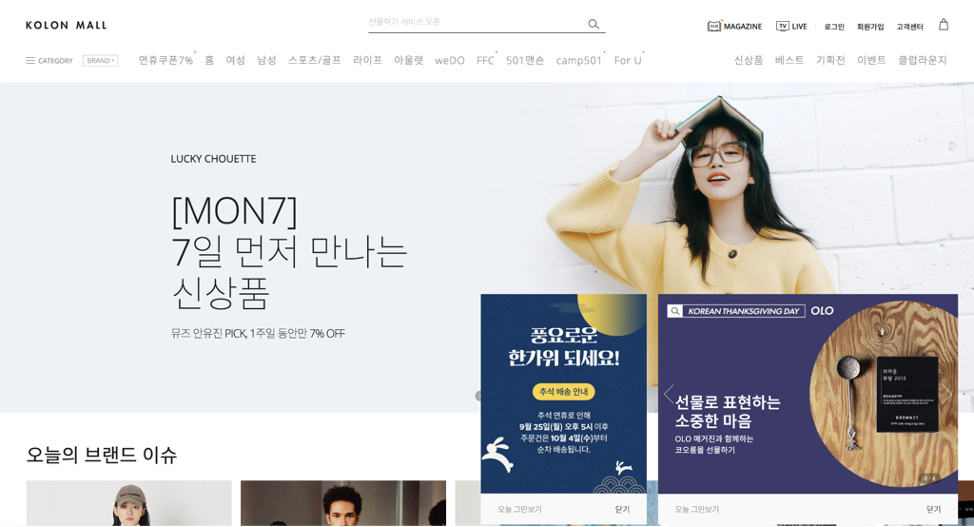 KOLON MALL
선물하기 서비스 오픈
MAGAZINE
TV LIVE
로그인
회원가입
고객센터
CATEGORY
BRAND
연휴쿠폰7%
홈
여성
남성
스포츠/골프
라이프
아울렛
weDO
FFC
501맨숀
camp501
For U
신상품
베스트
기획전
이벤트
클럽라운지
LUCKY CHOUETTE
[MON7]
7일 먼저 만나는
신상품
뮤즈 안유진 PICK, 1주일 동안만 7% OFF
풍요로운
한가위 되세요!
추석 배송 안내
추석 연휴로 인해
9월 25일(월) 오후 5시 이후
주문건은 10월 4일(수)부터
순차 배송됩니다.
오늘 그만보기
닫기
KOREAN THANKSGIVING DAY
OLO
선물로 표현하는
소중한 마음
OLO 매거진과 함께하는
코오롱몰 선물하기
오늘 그만보기
닫기
오늘의 브랜드 이슈